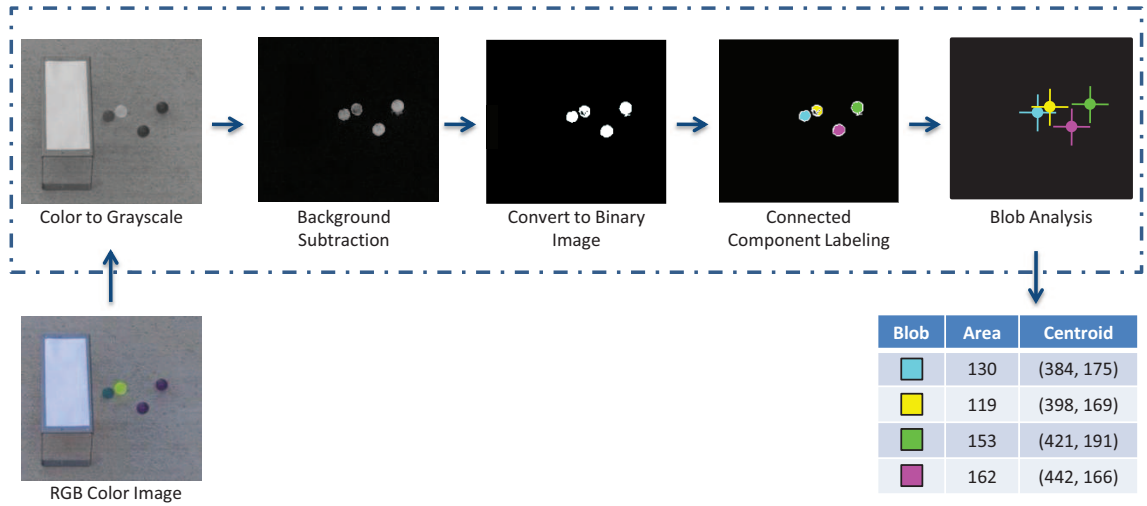 Color to Grayscale
Background
Subtraction
Convert to Binary
Image
Connected
Component Labeling
Blob Analysis
RGB Color Image
Blob Area Centroid
130 (384, 175)
119 (398, 169)
153 (421, 191)
162 (442, 166)